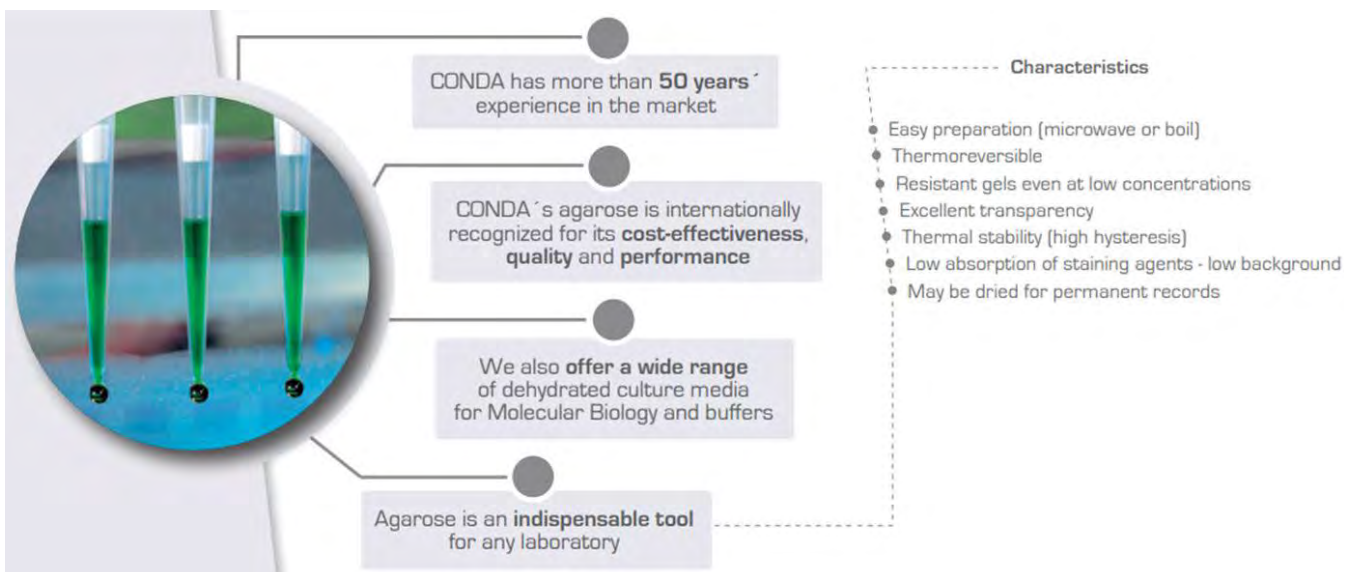 CONDA has more than 50 years´
experience in the market
CONDA´s agarose is internationally
recognized for its cost-effectiveness,
quality and performance
We also offer a wide range
of dehydrated culture media
for Molecular Biology and buffers
Agarose is an indispensable tool
for any laboratory
Characteristics
Easy preparation (microwave or boil)
Thermoreversible
Resistant gels even at low concentrations
Excellent transparency
Thermal stability (high hysteresis)
Low absorption of staining agents - low background
May be dried for permanent records